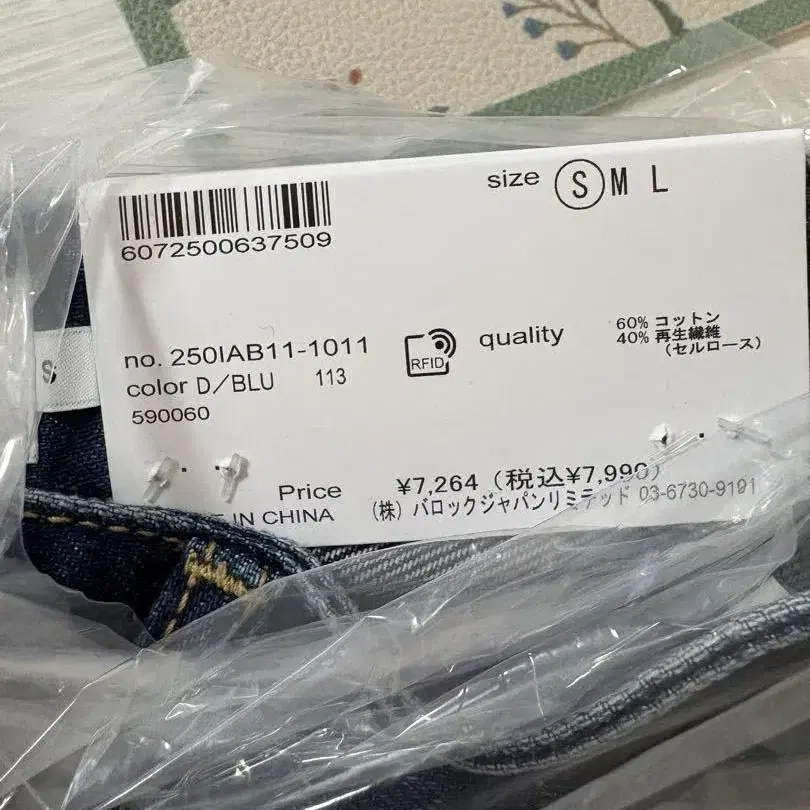 size Ⓢ M L
6072500637509
no. 250IAB11-1011
RFID
quality
60% コットン
40% 再生繊維
(セルロース)
color D/BLU 113
590060
Price ¥7,264 (税込¥7,990)
IN CHINA (株) バロックジャパンリミテッド 03-6730-9191
S